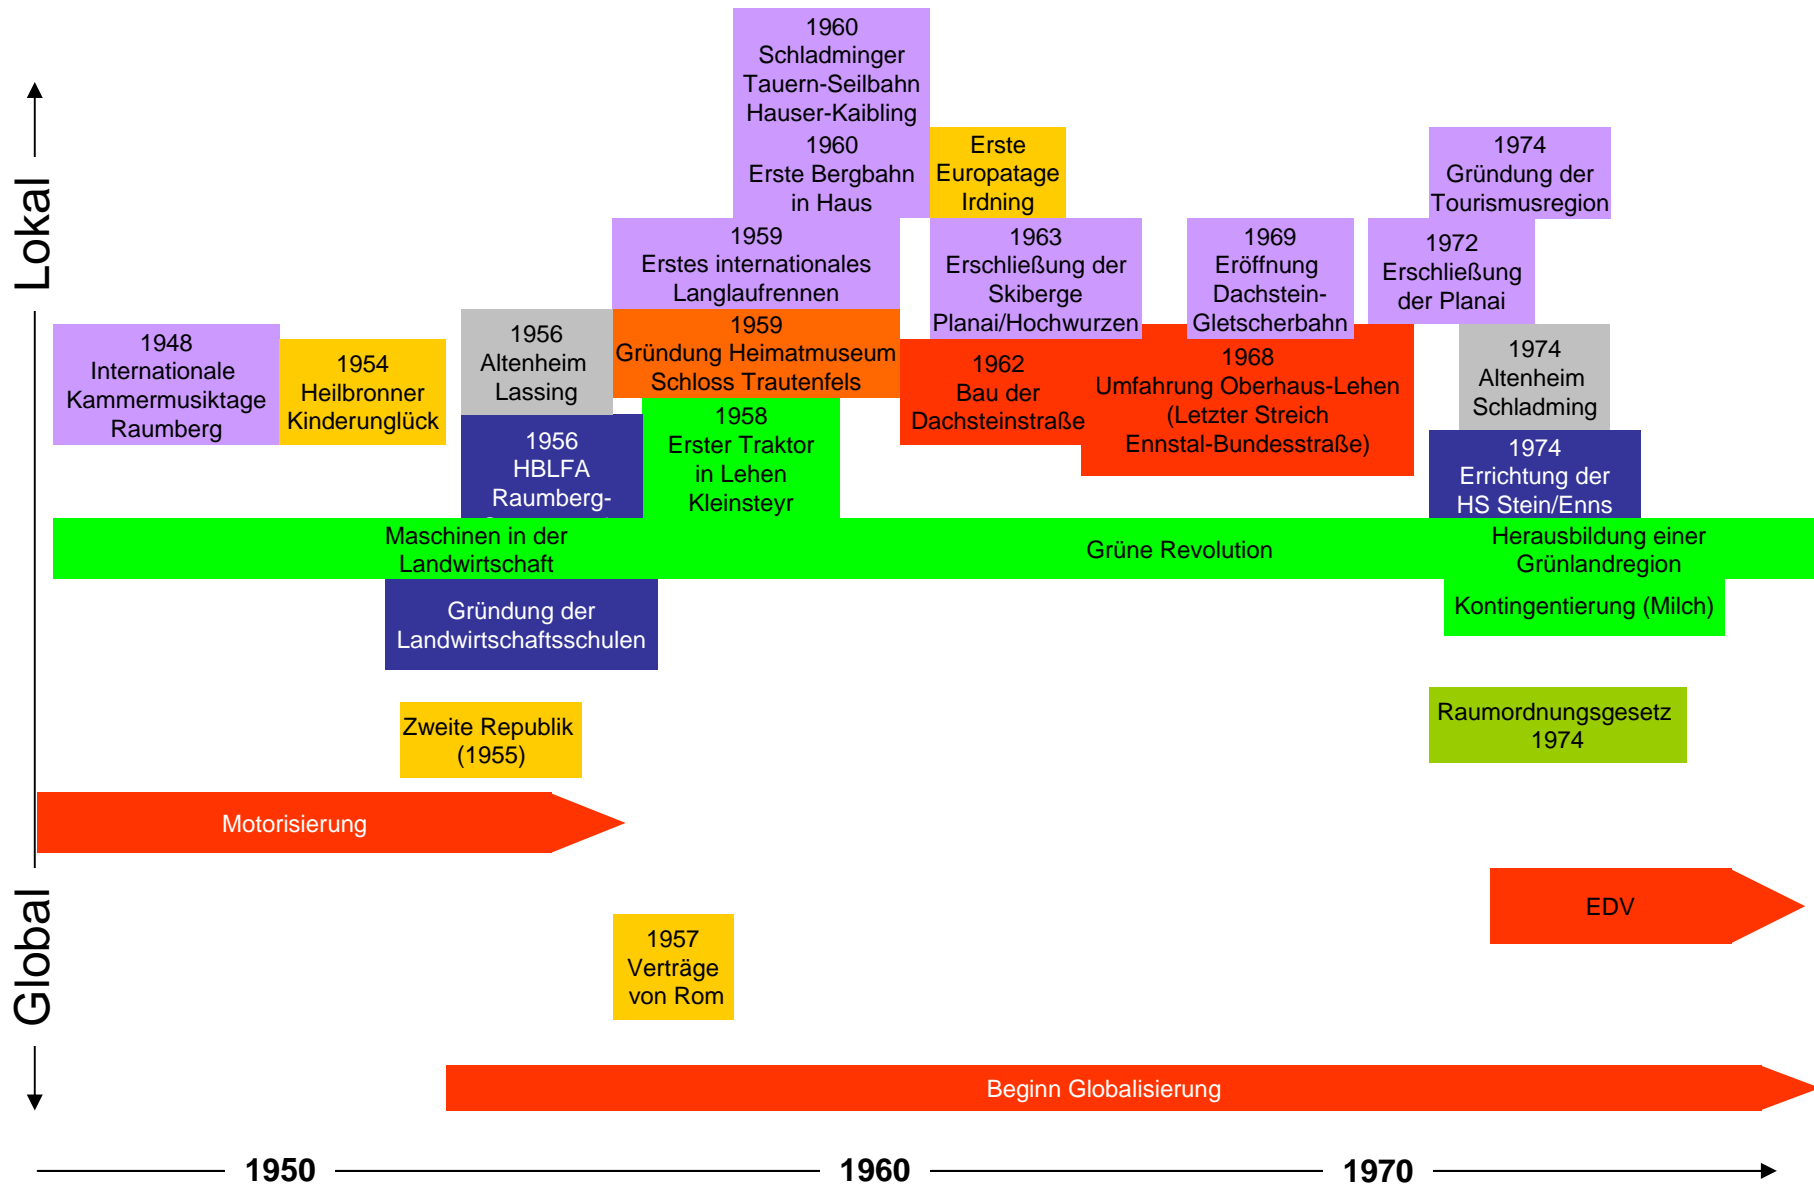 1960
Schladminger
Tauern-Seilbahn
Hauser-Kaibling
1960
Erste Bergbahn
in Haus
Erste
Europatage
Irdning
1974
Gründung der
Tourismusregion
1959
Erstes internationales
Langlaufrennen
1963
Erschließung der
Skiberge
Planai/Hochwurzen
1969
Eröffnung
Dachstein-
Gletscherbahn
1972
Erschließung
der Planai
Lokal
1948
Internationale
Kammermusiktage
Raumberg
1954
Heilbronner
Kinderunglück
1956
Altenheim
Lassing
1959
Gründung Heimatmuseum
Schloss Trautenfels
1962
Bau der
Dachsteinstraße
1968
Umfahrung Oberhaus-Lehen
(Letzter Streich
Ennstal-Bundesstraße)
1974
Altenheim
Schladming
1956
HBLFA
Raumberg-
1958
Erster Traktor
in Lehen
Kleinsteyr
1974
Errichtung der
HS Stein/Enns
Maschinen in der
Landwirtschaft
Grüne Revolution
Herausbildung einer
Grünlandregion
Gründung der
Landwirtschaftsschulen
Kontingentierung (Milch)
Zweite Republik
(1955)
Raumordnungsgesetz
1974
Motorisierung
Global
EDV
1957
Verträge
von Rom
Beginn Globalisierung
1950
1960
1970